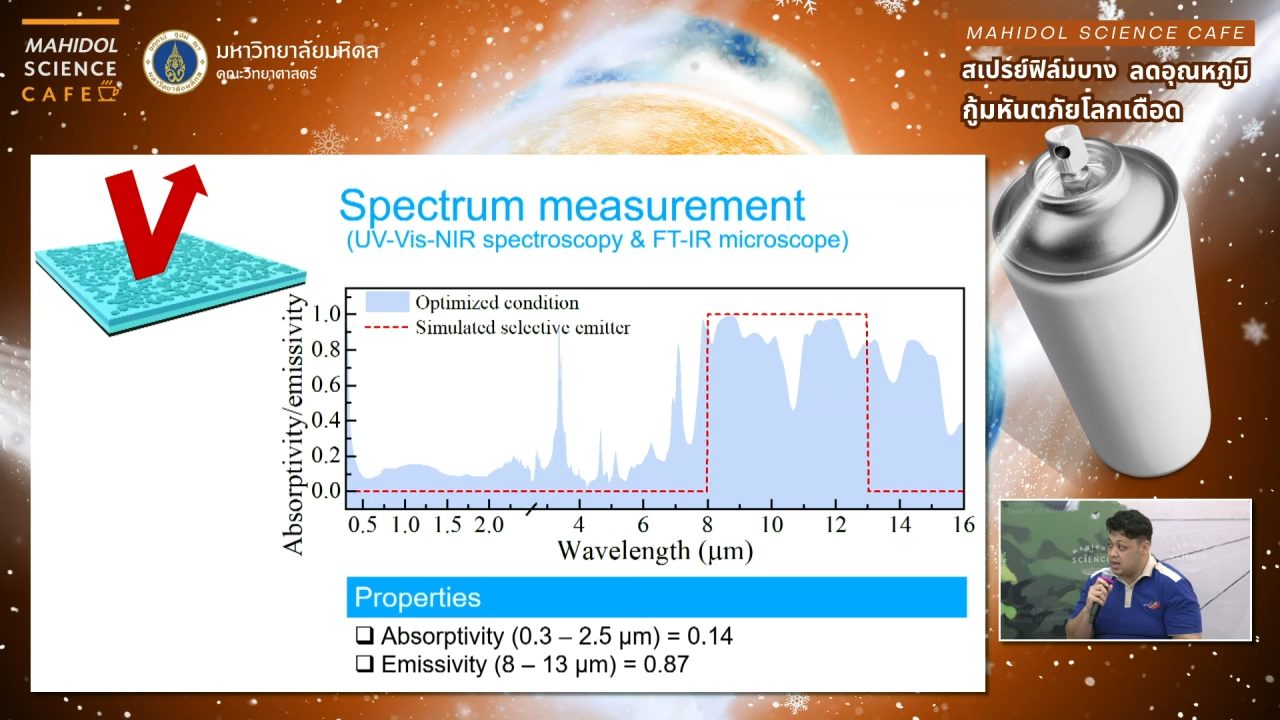 MAHIDOL
SCIENCE
CAFE
มหาวิทยาลัยมหิดล
คณะวิทยาศาสตร์
MAHIDOL SCIENCE CAFE
สเปรย์ฟิล์มบาง ลดอุณหภูมิ
กู้มหันตภัยโลกเดือด
Spectrum measurement
(UV-Vis-NIR spectroscopy & FT-IR microscope)
Absorptivity/emissivity
Optimized condition
Simulated selective emitter
1.0
0.8
0.6
0.4
0.2
0.0
0.5 1.0 1.5 2.0 4 6 8 10 12 14 16
Wavelength (μm)
Properties
❑ Absorptivity (0.3 – 2.5 μm) = 0.14
❑ Emissivity (8 – 13 μm) = 0.87